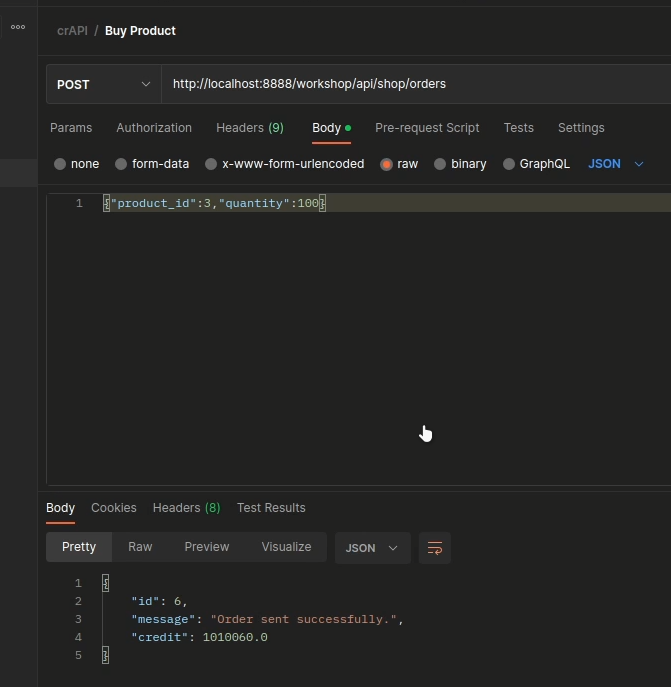 crAPI / Buy Product
POST http://localhost:8888/workshop/api/shop/orders
Params Authorization Headers (9) Body Pre-request Script Tests Settings
none form-data x-www-form-urlencoded raw binary GraphQL JSON
1 {"product_id":3,"quantity":100}
Body Cookies Headers (8) Test Results
Pretty Raw Preview Visualize JSON
1 {
2 "id": 6,
3 "message": "Order sent successfully.",
4 "credit": 1010060.0
5 }